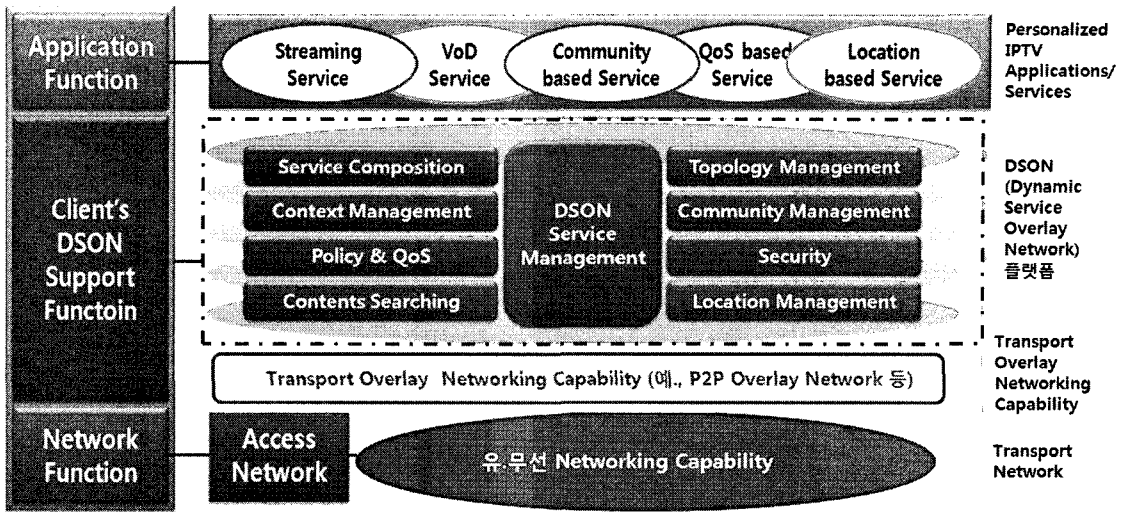 Application
Function
Streaming
Service
VoD
Service
Community
based Service
QoS based
Service
Location
based Service
Personalized
IPTV
Applications/
Services
Client's
DSON
Support
Functoin
Service Composition
Context Management
Policy & QoS
Contents Searching
DSON
Service
Management
Topology Management
Community Management
Security
Location Management
DSON
(Dynamic
Service
Overlay
Network)
플랫폼
Transport Overlay Networking Capability (예., P2P Overlay Network 등)
Transport
Overlay
Networking
Capability
Network
Function
Access
Network
유.무선 Networking Capability
Transport
Network